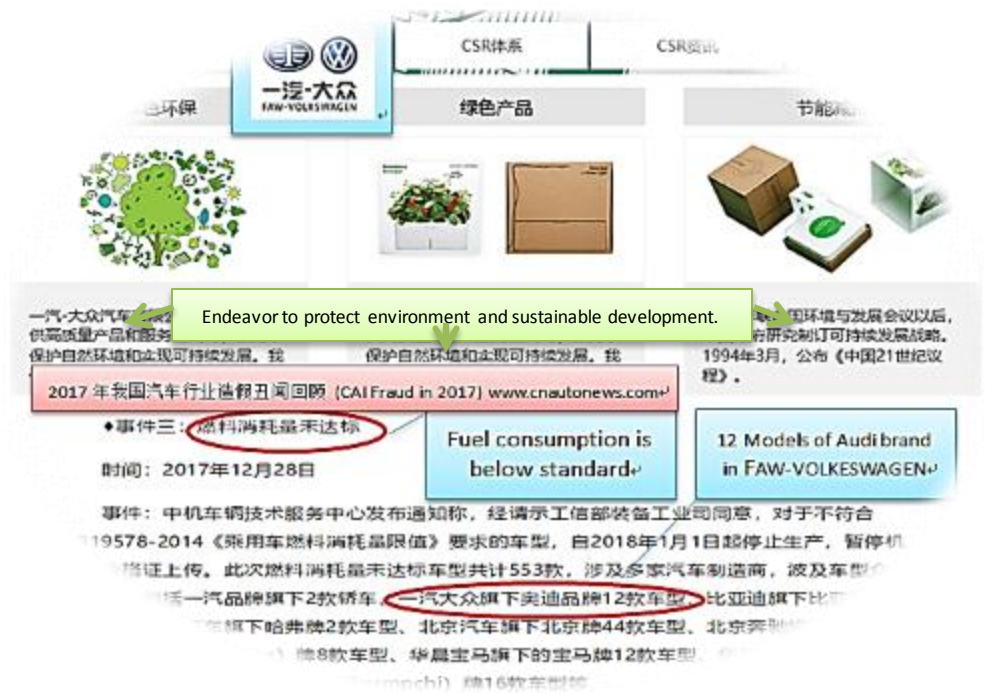 CSR体系
CSR资讯
一汽-大众
FAW-VOLKSWAGEN
色环保
绿色产品
节能
Endeavor to protect environment and sustainable development.
一汽-大众汽车
国环境与发展会议以后，
供高质量产品和服务
研究制订可持续发展战略。
保护自然环境和实现可持续发展。我
保护自然环境和实现可持续发展。我
1994年3月，公布《中国21世纪议
程》。
2017 年我国汽车行业造假丑闻回顾 (CAI Fraud in 2017) www.cnautonews.com
♦事件三：燃料消耗量未达标
Fuel consumption is
below standard
12 Models of Audi brand
in FAW-VOLKESWAGEN
时间：2017年12月28日
事件：中机车辆技术服务中心发布通知称，经请示工信部装备工业司同意，对于不符合
19578-2014《乘用车燃料消耗量限值》要求的车型，自2018年1月1日起停止生产，暂停机
格证上传。此次燃料消耗量未达标车型共计553款，涉及多家汽车制造商，波及车型
括一汽品牌旗下2款轿车、一汽大众旗下奥迪品牌12款车型、比亚迪旗下比
旗下哈弗牌2款车型、北京汽车旗下北京牌44款车型、北京奔驰
牌8款车型、华晨宝马旗下的宝马牌12款车型、
牌16款车型等